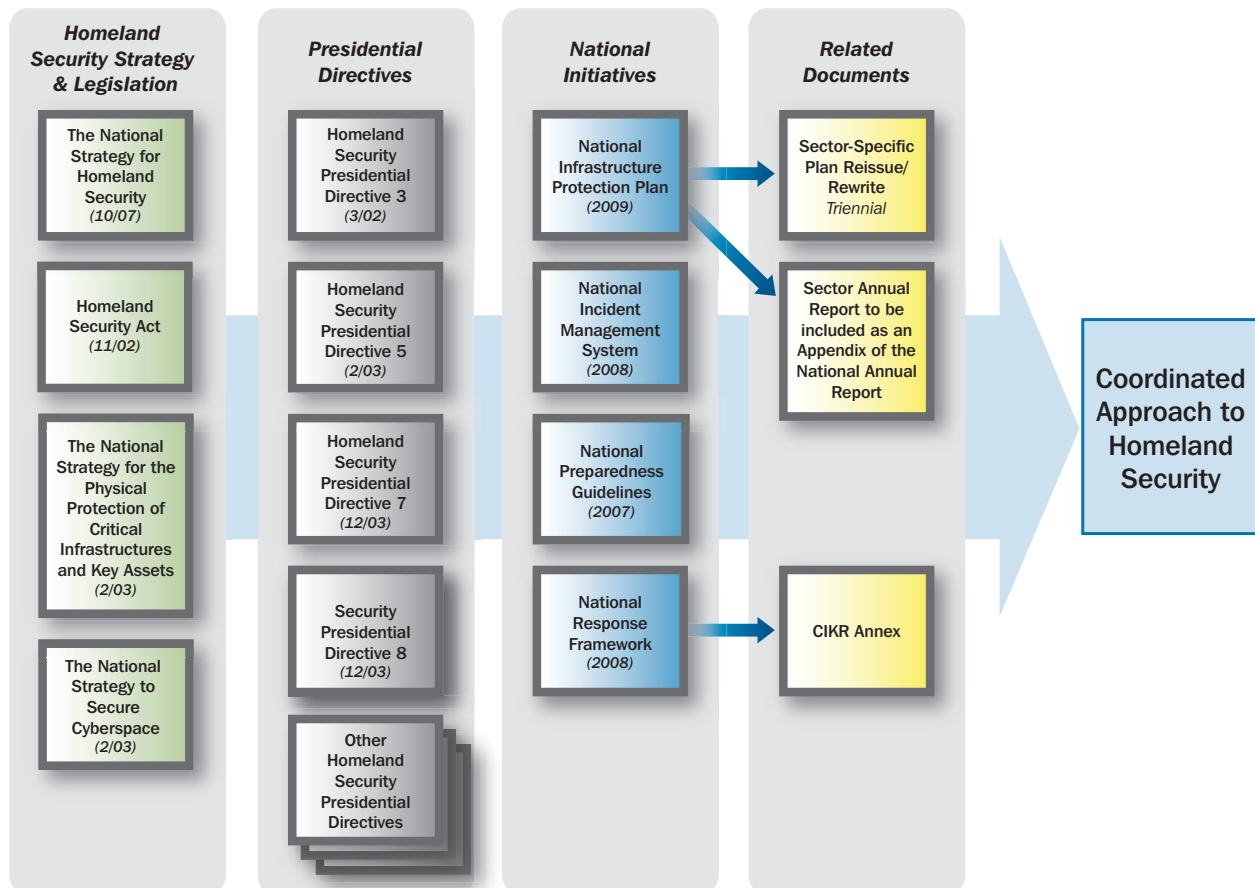 Homeland
Security Strategy
& Legislation
The National
Strategy for
Homeland
Security
(10/07)
Homeland
Security Act
(11/02)
The National
Strategy for the
Physical
Protection of
Critical
Infrastructures
and Key Assets
(2/03)
The National
Strategy to
Secure
Cyberspace
(2/03)
Presidential
Directives
Homeland
Security
Presidential
Directive 3
(3/02)
Homeland
Security
Presidential
Directive 5
(2/03)
Homeland
Security
Presidential
Directive 7
(12/03)
Security
Presidential
Directive 8
(12/03)
Other
Homeland
Security
Presidential
Directives
National
Initiatives
National
Infrastructure
Protection Plan
(2009)
National
Incident
Management
System
(2008)
National
Preparedness
Guidelines
(2007)
National
Response
Framework
(2008)
Related
Documents
Sector-Specific
Plan Reissue/
Rewrite
Triennial
Sector Annual
Report to be
included as an
Appendix of the
National Annual
Report
CIKR Annex
Coordinated
Approach to
Homeland
Security